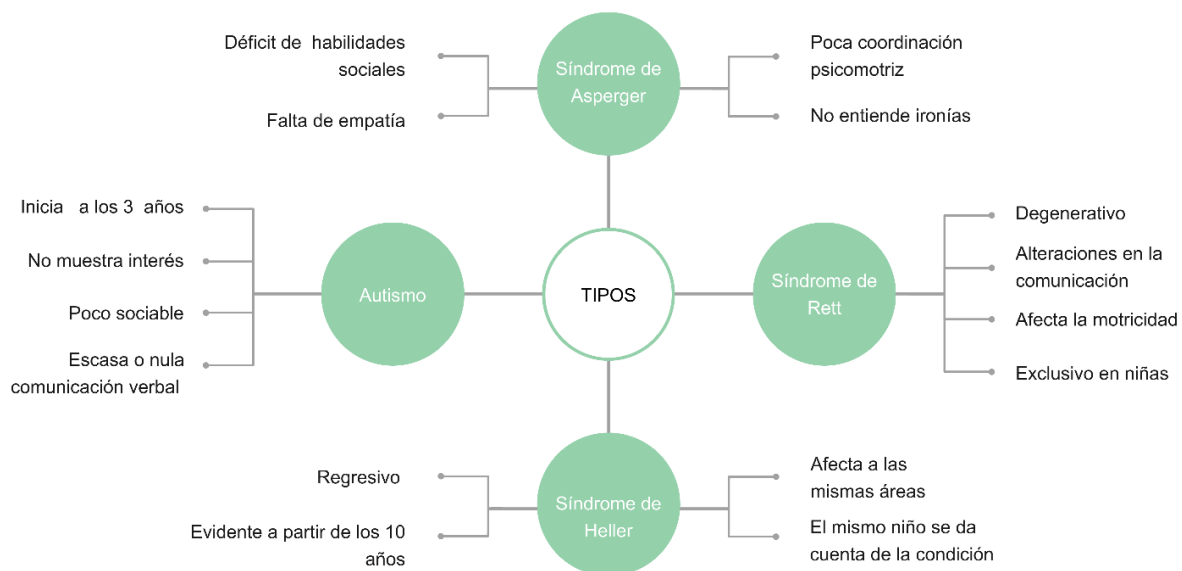 Déficit de habilidades
sociales
Falta de empatía
Síndrome de
Asperger
Poca coordinación
psicomotriz
No entiende ironías
Inicia a los 3 años
No muestra interés
Poco sociable
Escasa o nula
comunicación verbal
Autismo
TIPOS
Síndrome de
Rett
Degenerativo
Alteraciones en la
comunicación
Afecta la motricidad
Exclusivo en niñas
Regresivo
Evidente a partir de los 10
años
Síndrome de
Heller
Afecta a las
mismas áreas
El mismo niño se da
cuenta de la condición